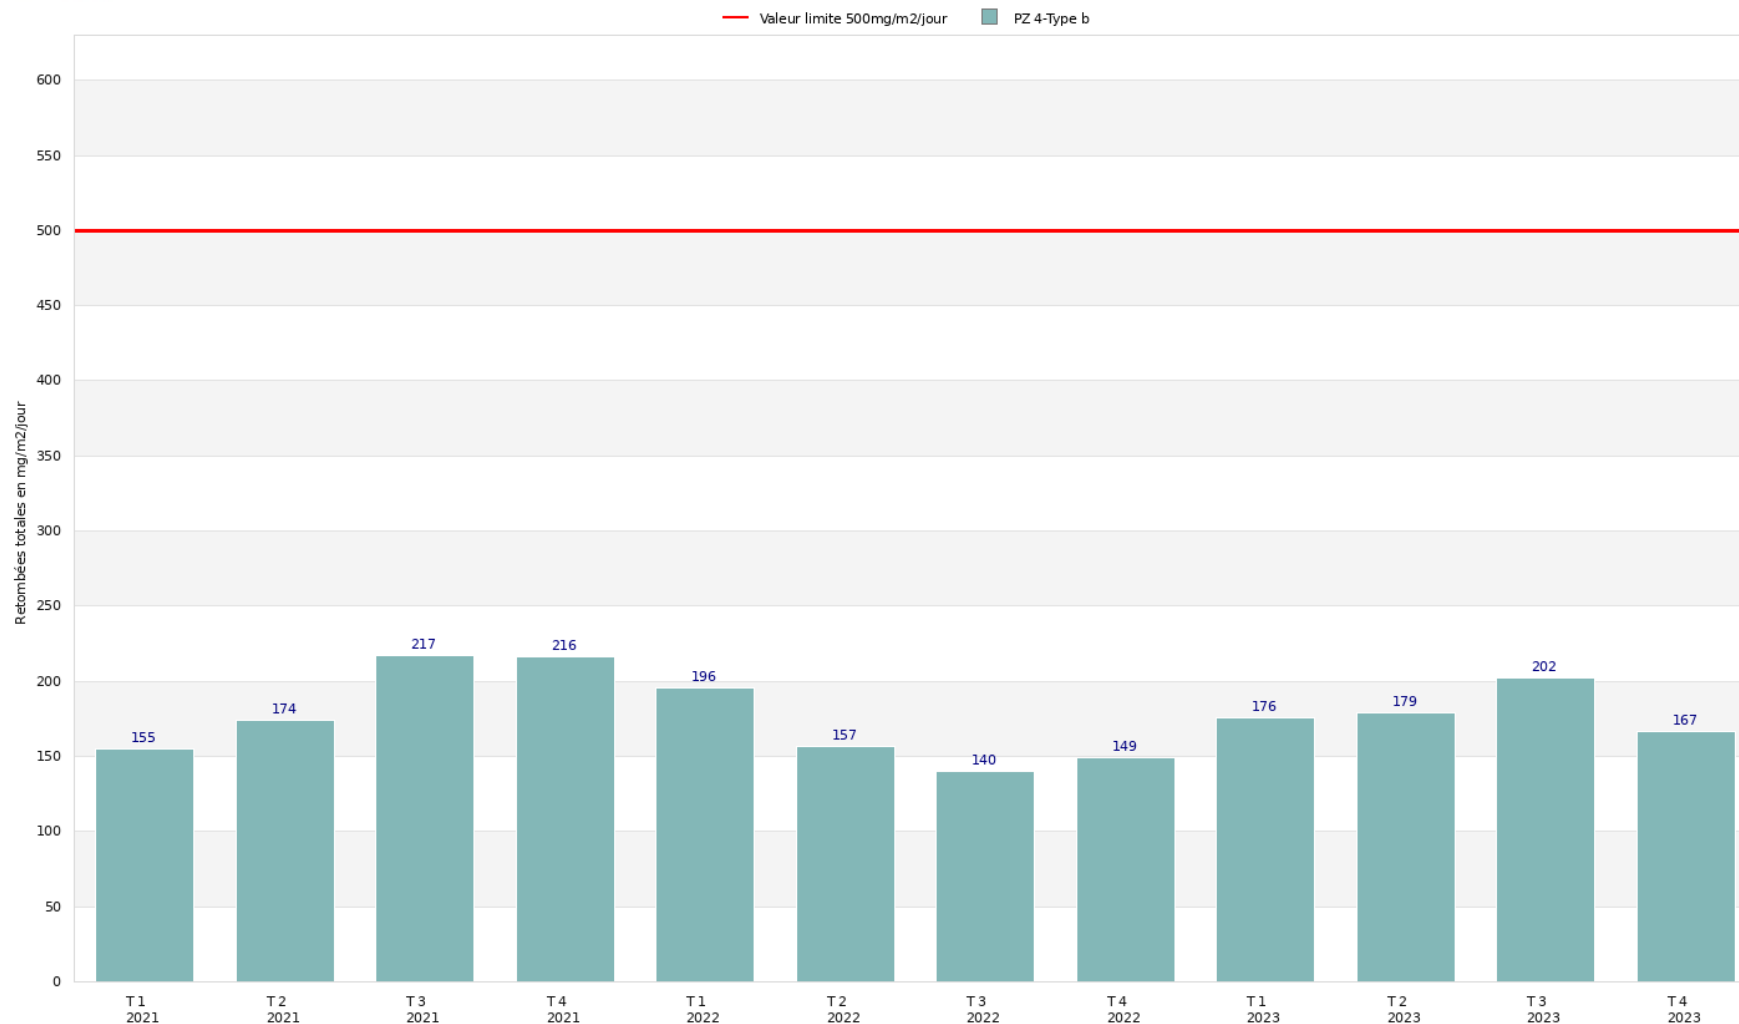 Valeur limite 500mg/m2/jour PZ 4-Type b
Retombées totales en mg/m2/jour
600
550
500
450
400
350
300
250
200
150
100
50
0
155 174 217 216 196 157 140 149 176 179 202 167
T 1 T 2 T 3 T 4 T 1 T 2 T 3 T 4 T 1 T 2 T 3 T 4
2021 2021 2021 2021 2022 2022 2022 2022 2023 2023 2023 2023